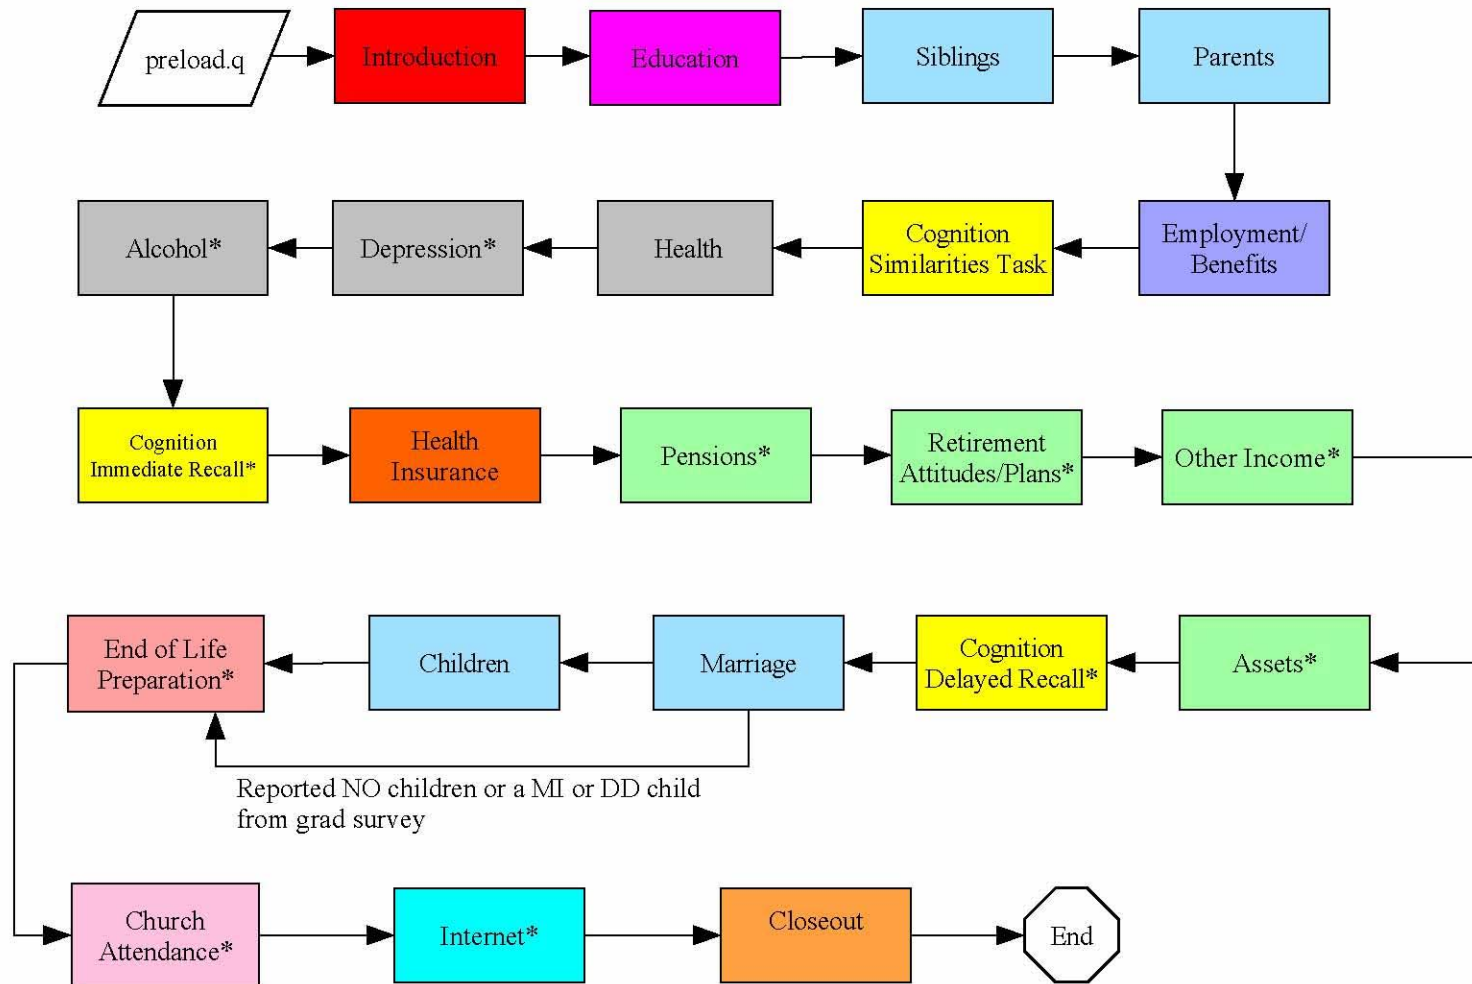 preload.q
Introduction
Education
Siblings
Parents
Alcohol*
Depression*
Health
Cognition
Similarities Task
Employment/
Benefits
Cognition
Immediate Recall*
Health
Insurance
Pensions*
Retirement
Attitudes/Plans*
Other Income*
End of Life
Preparation*
Children
Marriage
Cognition
Delayed Recall*
Assets*
Reported NO children or a MI or DD child
from grad survey
Church
Attendance*
Internet*
Closeout
End